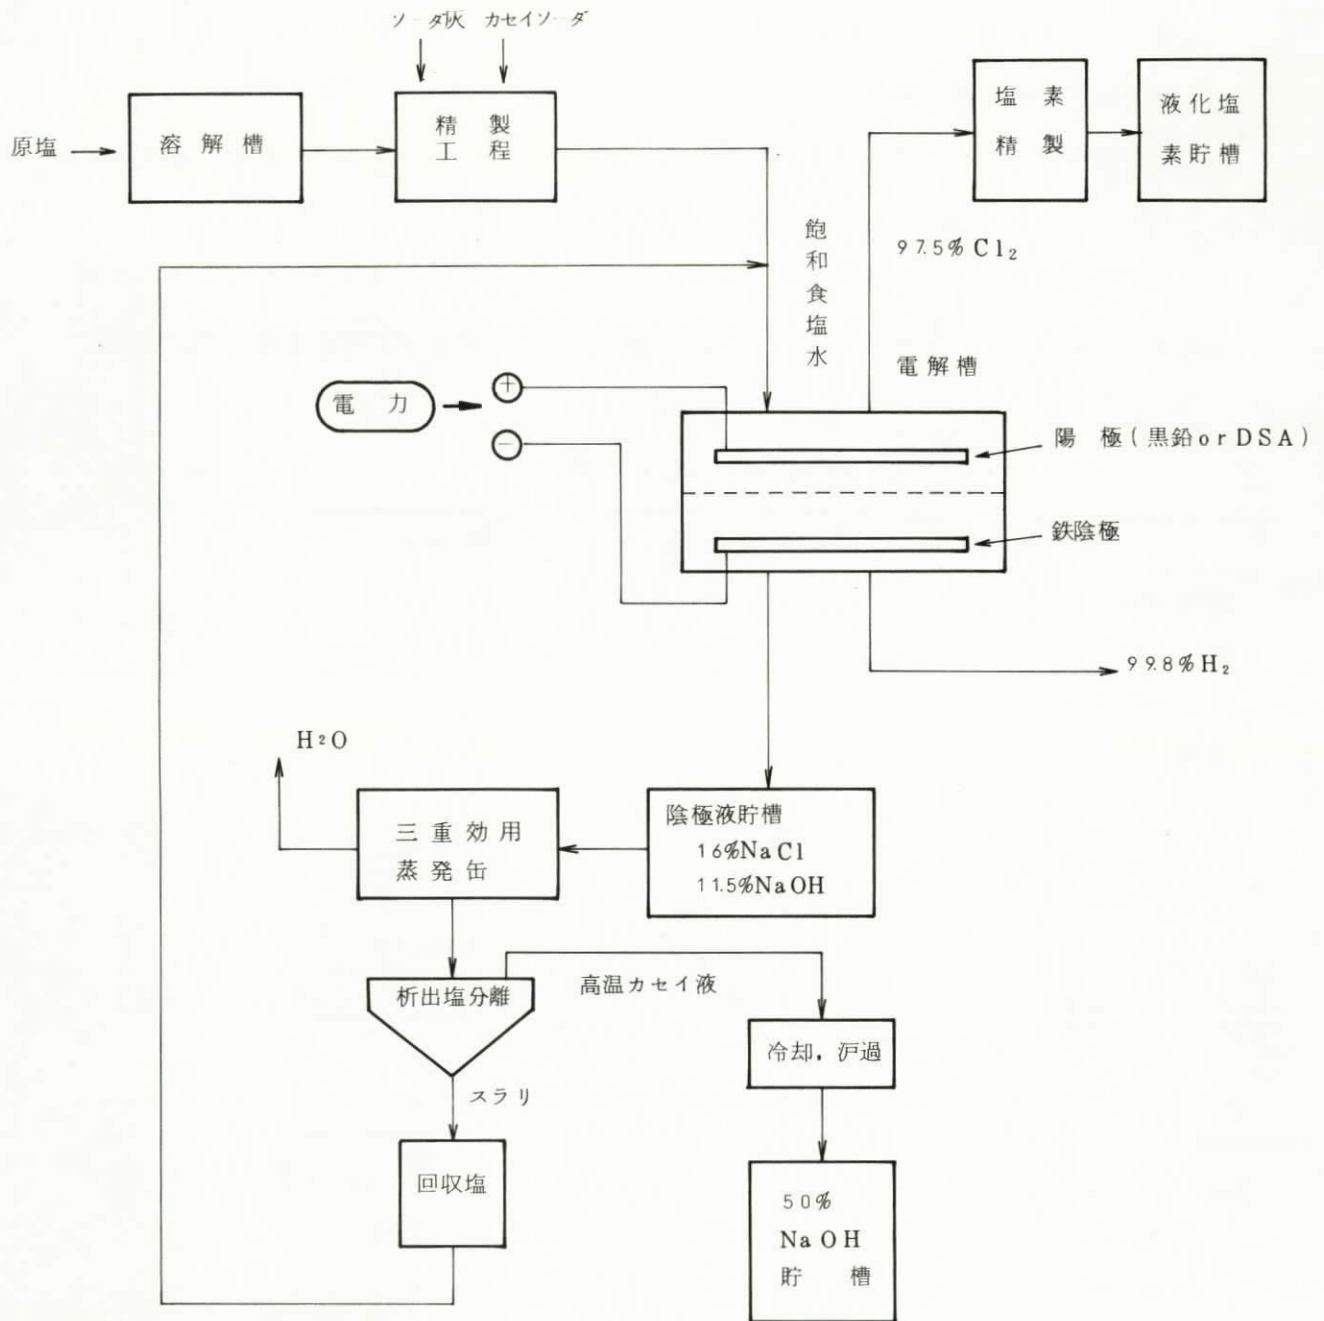 ソーダ灰 カセイソーダ
原塩
溶解槽
精製
工程
塩素
精製
液化塩
素貯槽
飽和食塩水
97.5%Cl₂
電解槽
電力
+
−
陽極(黒鉛orDSA)
鉄陰極
99.8%H₂
H₂O
三重効用
蒸発缶
陰極液貯槽
16%NaCl
11.5%NaOH
析出塩分離
高温カセイ液
冷却,沪過
スラリ
回収塩
50%
NaOH
貯槽